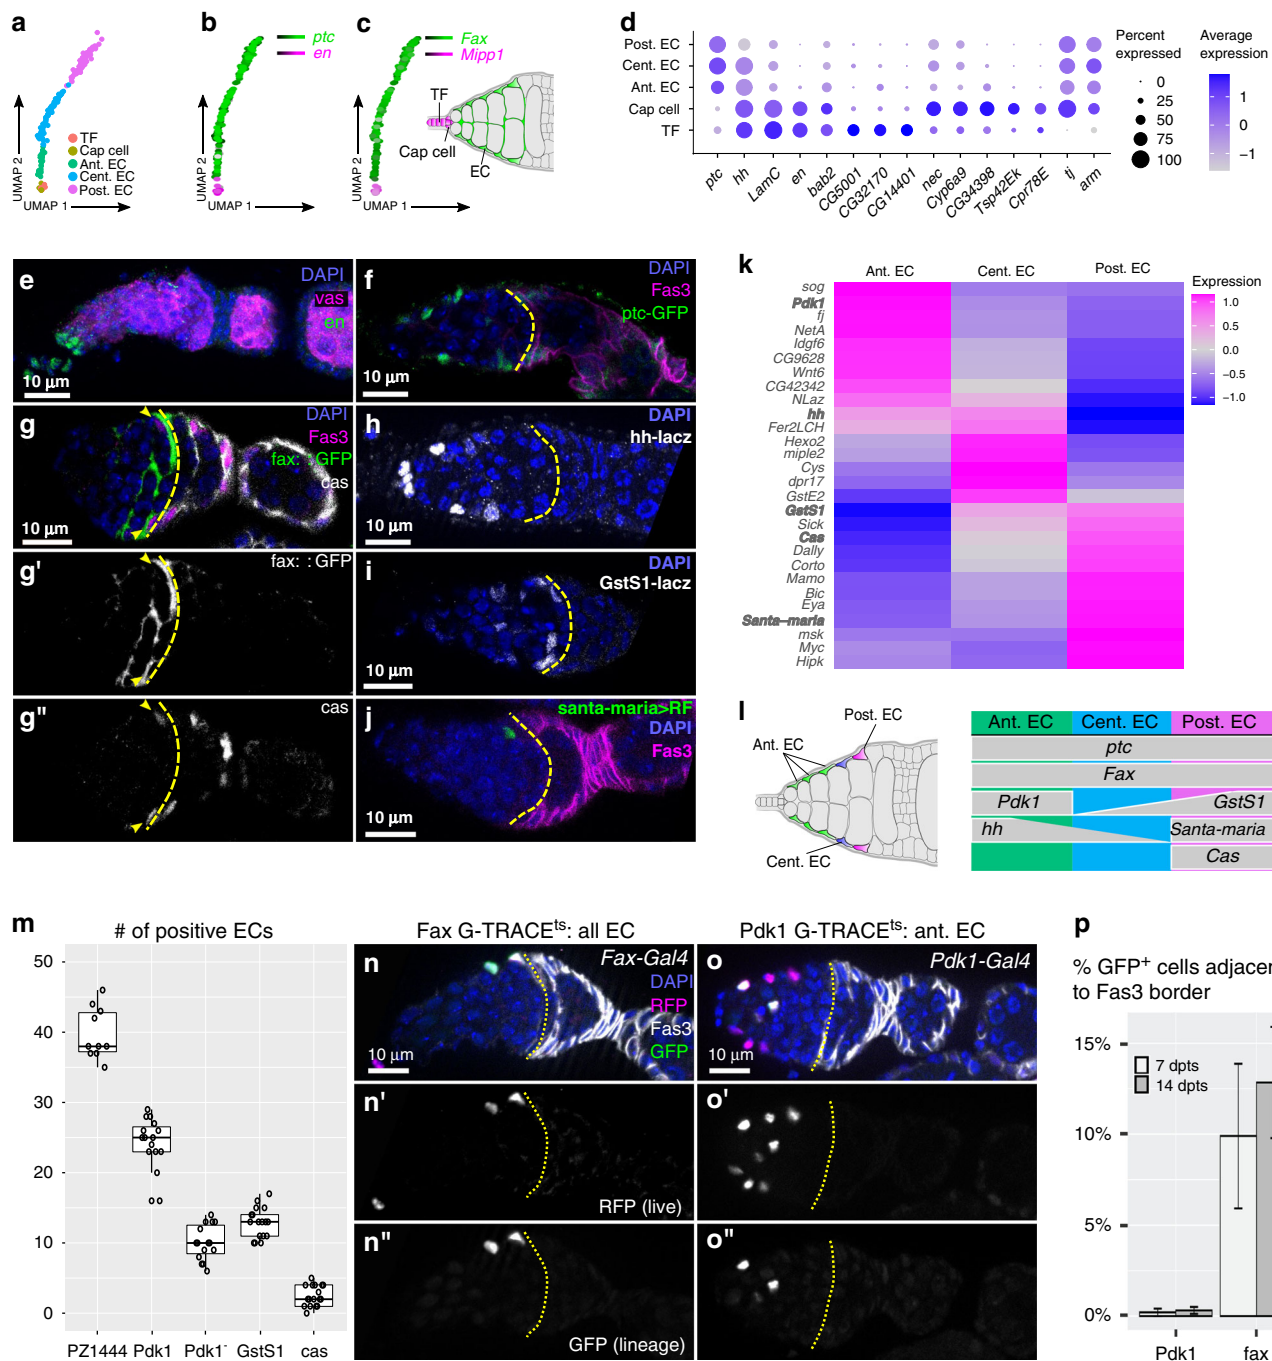 a
b
c
d
ptc
en
Fax
Mipp1
TF
Cap cell
Ant. EC
Cent. EC
Post. EC
UMAP 2
UMAP 1
UMAP 2
UMAP 1
UMAP 2
UMAP 1
TF
Cap cell
EC
Post. EC
Cent. EC
Ant. EC
Cap cell
TF
ptc
hh
LamC
en
bab2
CG5001
CG32170
CG14401
nec
Cyp6a9
CG34398
Tsp42Ek
Cpr78E
tj
arm
Percent
expressed
0
25
50
75
100
Average
expression
1
0
−1
e
DAPI
vas
en
10 µm
f
DAPI
Fas3
ptc-GFP
10 µm
g
DAPI
Fas3
fax: :GFP
cas
10 µm
h
DAPI
hh-lacz
10 µm
g'
fax: :GFP
i
DAPI
GstS1-lacz
10 µm
g"
cas
j
santa-maria>RF
DAPI
Fas3
10 µm
k
Ant. EC
Cent. EC
Post. EC
sog
Pdk1
fj
NetA
Idgf6
CG9628
Wnt6
CG42342
NLaz
hh
Fer2LCH
Hexo2
miple2
Cys
dpr17
GstE2
GstS1
Sick
Cas
Dally
Corto
Mamo
Bic
Eya
Santa–maria
msk
Myc
Hipk
Expression
1.0
0.5
0.0
−0.5
−1.0
l
Post. EC
Ant. EC
Cent. EC
Ant. EC
Cent. EC
Post. EC
ptc
Fax
Pdk1
GstS1
hh
Santa-maria
Cas
m
# of positive ECs
50
40
30
20
10
0
PZ1444
Pdk1
Pdk1-
GstS1
cas
Fax G-TRACEts: all EC
n
Fax-Gal4
DAPI
RFP
Fas3
GFP
10 µm
n'
RFP (live)
n"
GFP (lineage)
Pdk1 G-TRACEts: ant. EC
o
Pdk1-Gal4
10 µm
o'
o"
p
% GFP+ cells adjacen
to Fas3 border
15%
10%
5%
0%
7 dpts
14 dpts
Pdk1
fax